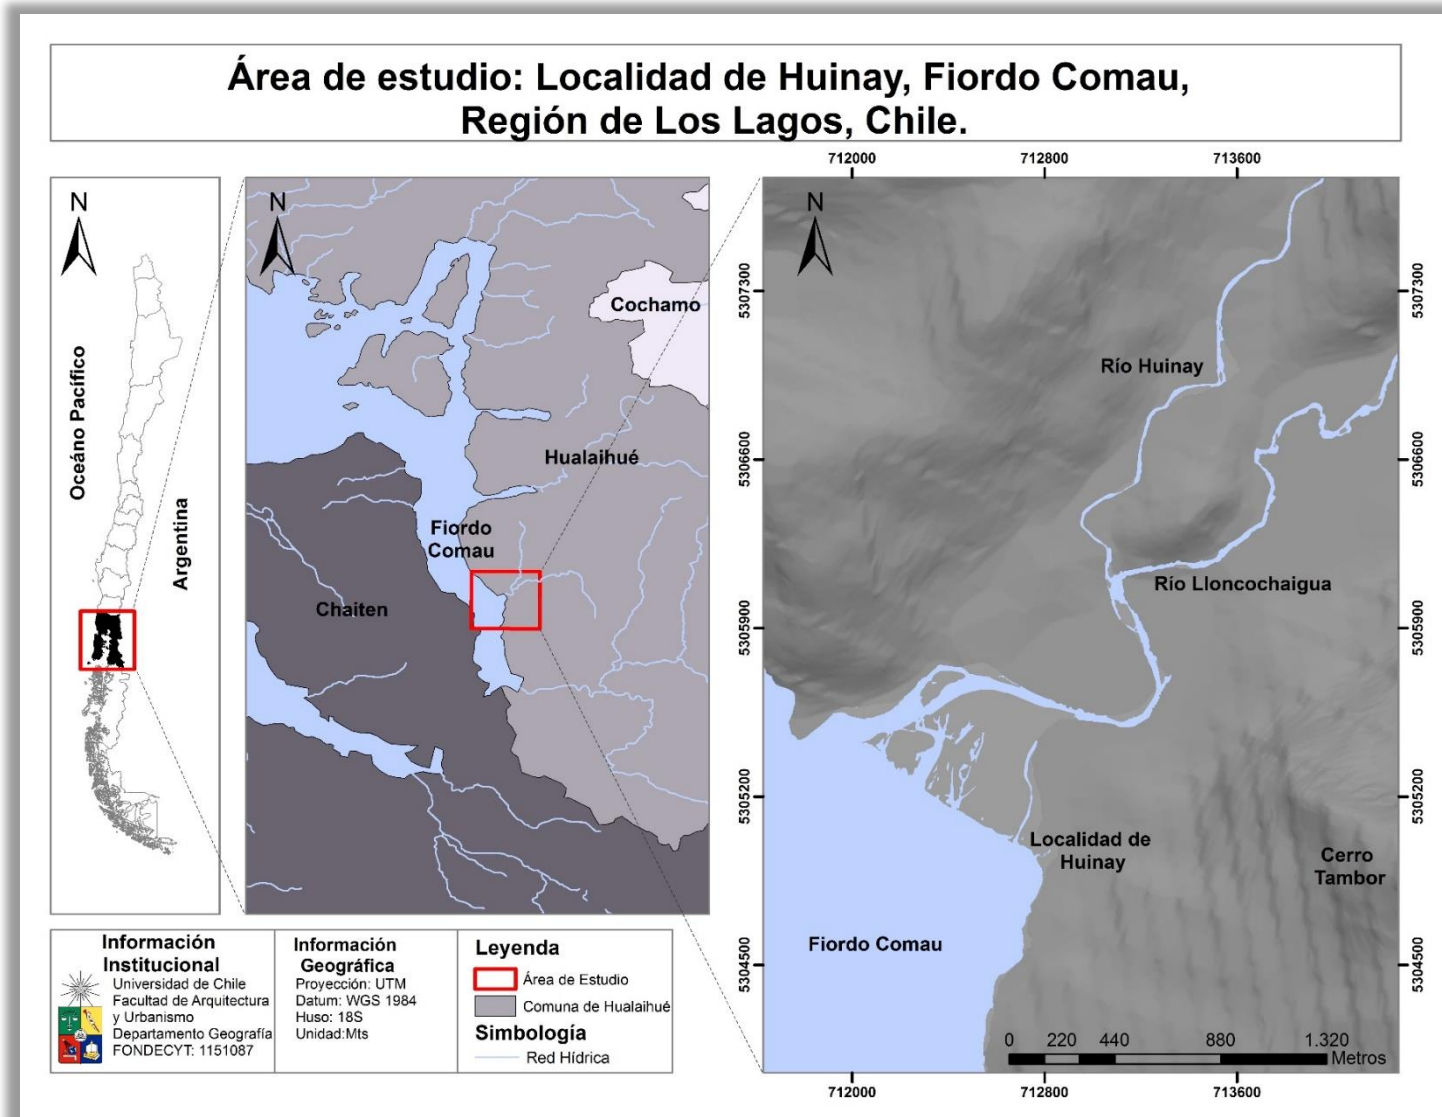 Área de estudio: Localidad de Huinay, Fiordo Comau,
Región de Los Lagos, Chile.
N
Oceáno Pacífico
Argentina
N
Cochamo
Hualaihué
Fiordo
Comau
Chaiten
712000
712800
713600
N
5307300
5307300
Río Huinay
5306600
5306600
Río Lloncochaigua
5305900
5305900
5305200
5305200
Localidad de
Huinay
Cerro
Tambor
Fiordo Comau
5304500
5304500
0 220 440 880 1.320
Metros
712000
712800
713600
Información
Institucional
Universidad de Chile
Facultad de Arquitectura
y Urbanismo
Departamento Geografía
FONDECYT: 1151087
Información
Geográfica
Proyección: UTM
Datum: WGS 1984
Huso: 18S
Unidad:Mts
Leyenda
Área de Estudio
Comuna de Hualaihué
Simbología
Red Hídrica